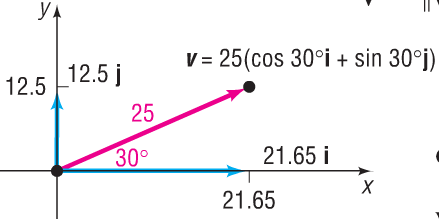 y
v = 25(cos 30°i + sin 30°j)
12.5 j
12.5
25
30°
21.65 i
x
21.65